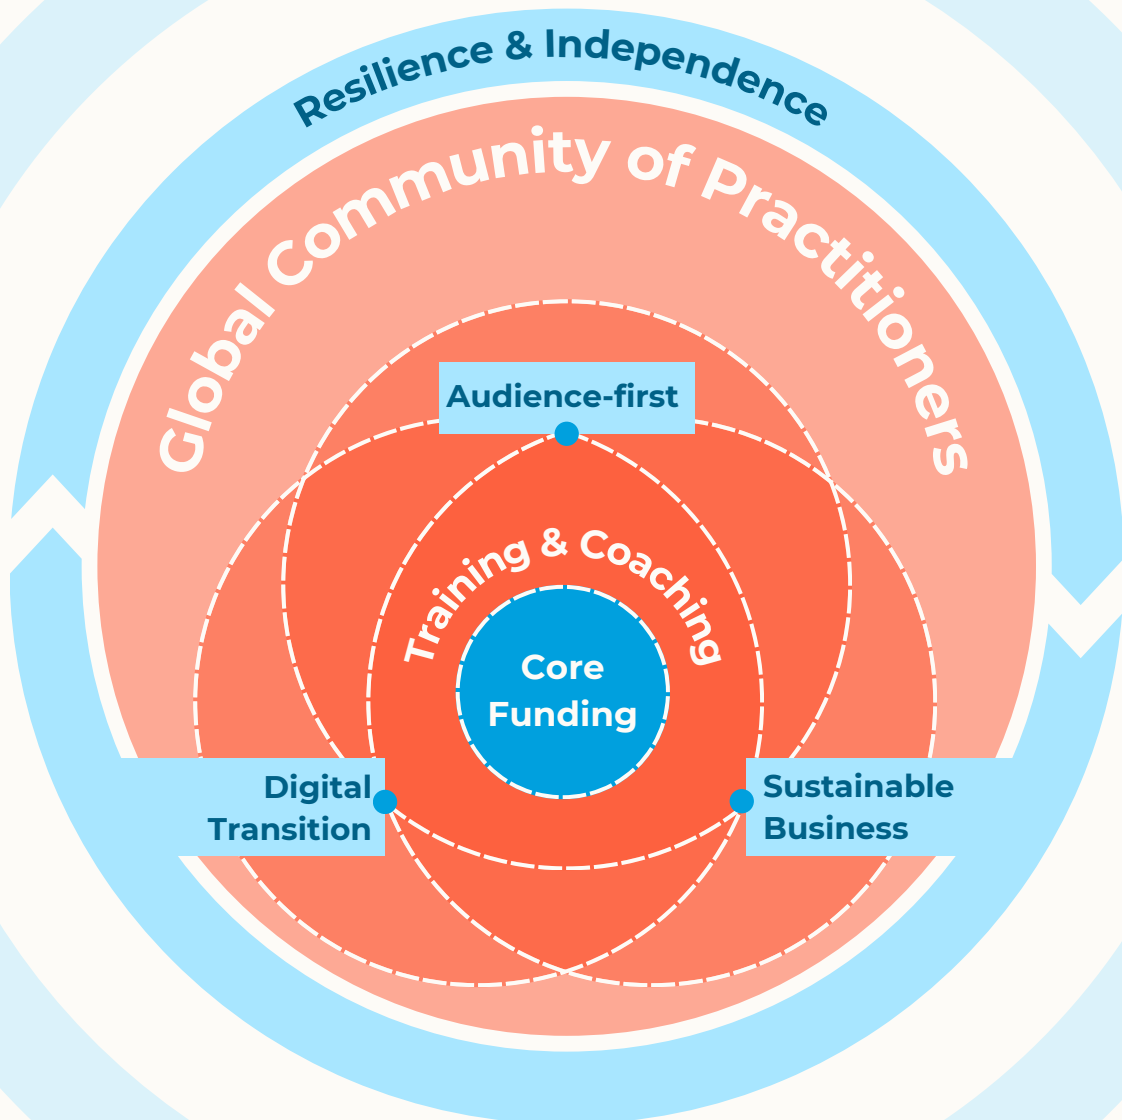 Resilience & Independence
Global Community of Practitioners
Audience-first
Training & Coaching
Core
Funding
Digital
Transition
Sustainable
Business